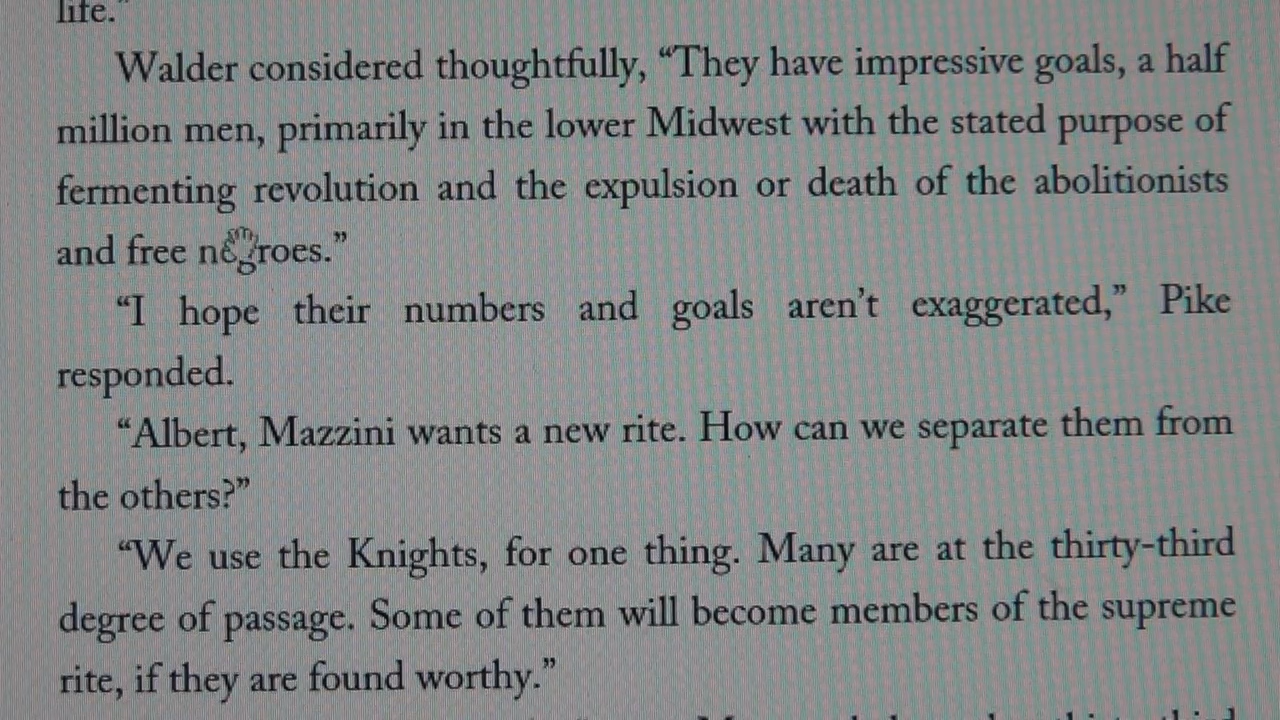 life."
Walder considered thoughtfully, “They have impressive goals, a half
million men, primarily in the lower Midwest with the stated purpose of
fermenting revolution and the expulsion or death of the abolitionists
and free negroes.”
“I hope their numbers and goals aren’t exaggerated,” Pike
responded.
“Albert, Mazzini wants a new rite. How can we separate them from
the others?”
“We use the Knights, for one thing. Many are at the thirty-third
degree of passage. Some of them will become members of the supreme
rite, if they are found worthy.”